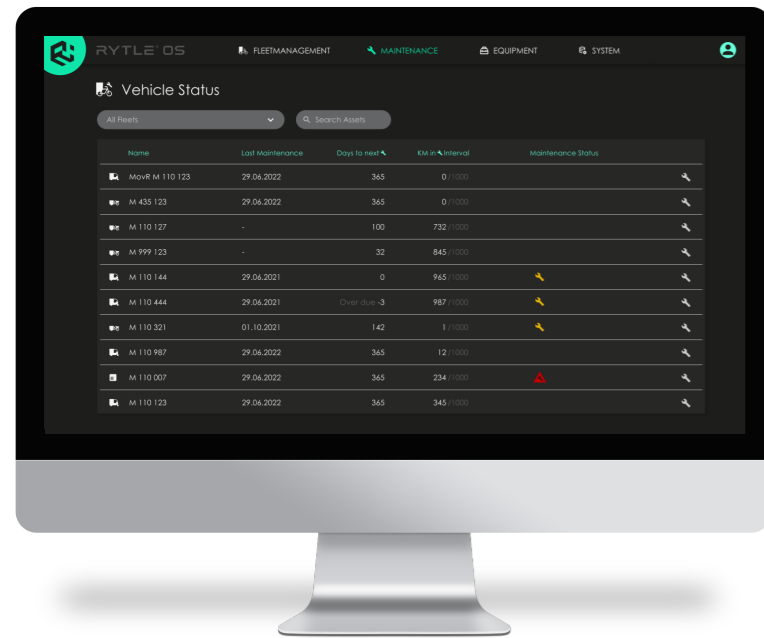 RYTLE OS FLEETMANAGEMENT MAINTENANCE EQUIPMENT SYSTEM
Vehicle Status
All Fleets Search Assets
Name Last Maintenance Days to next KM in Interval Maintenance Status
MovR M 110 123 29.06.2022 365 0 /1000
M 435 123 29.06.2022 365 0 /1000
M 110 127 - 100 732 /1000
M 999 123 - 32 845 /1000
M 110 144 29.06.2021 0 965 /1000
M 110 444 29.06.2021 Over due -3 987 /1000
M 110 321 01.10.2021 142 1 /1000
M 110 987 29.06.2022 365 12 /1000
M 110 007 29.06.2022 365 234 /1000
M 110 123 29.06.2022 365 345 /1000